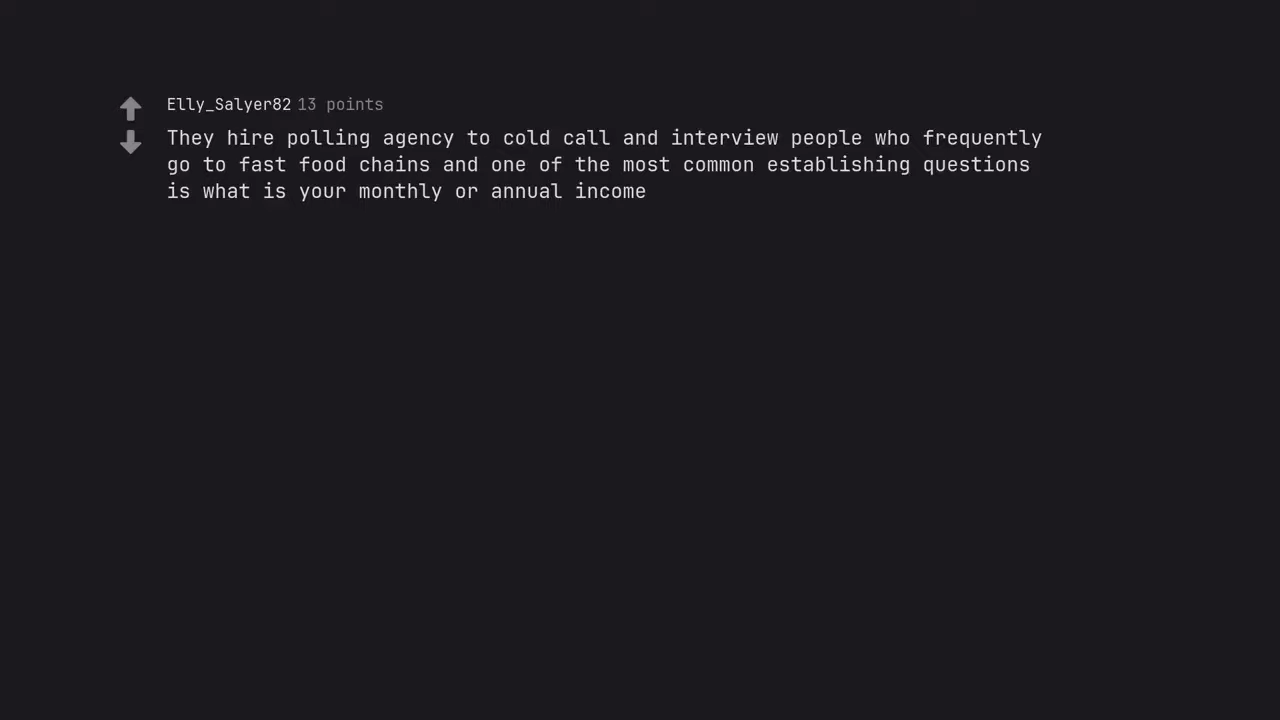 Elly_Salyer82 13 points
They hire polling agency to cold call and interview people who frequently
go to fast food chains and one of the most common establishing questions
is what is your monthly or annual income